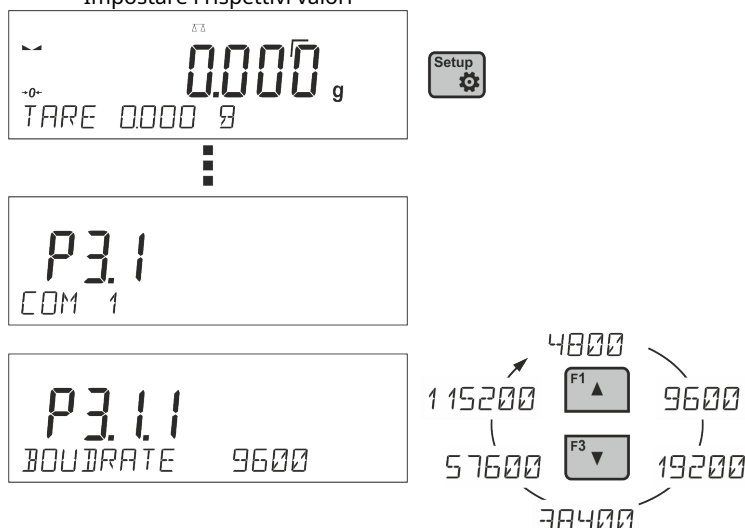 Impostare i rispettivi valori
0.000 g
→0←
TARE 0.000 g
Setup
P3.1
COM 1
P3.1.1
BOUDRATE 9600
4800
115200
F1
9600
57600
F3
19200
38400